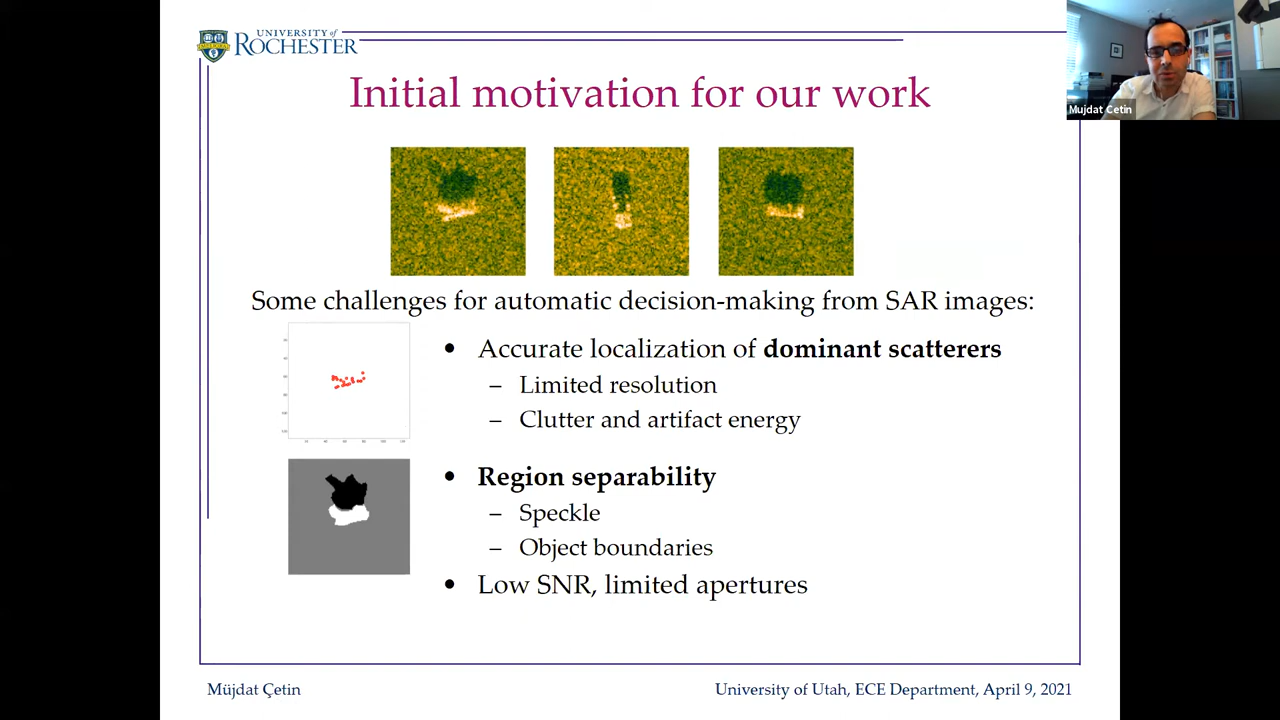 UNIVERSITY of
ROCHESTER
MELIORA
Mujdat Cetin
Initial motivation for our work
Some challenges for automatic decision-making from SAR images:
• Accurate localization of dominant scatterers
– Limited resolution
– Clutter and artifact energy
• Region separability
– Speckle
– Object boundaries
• Low SNR, limited apertures
Müjdat Çetin
University of Utah, ECE Department, April 9, 2021